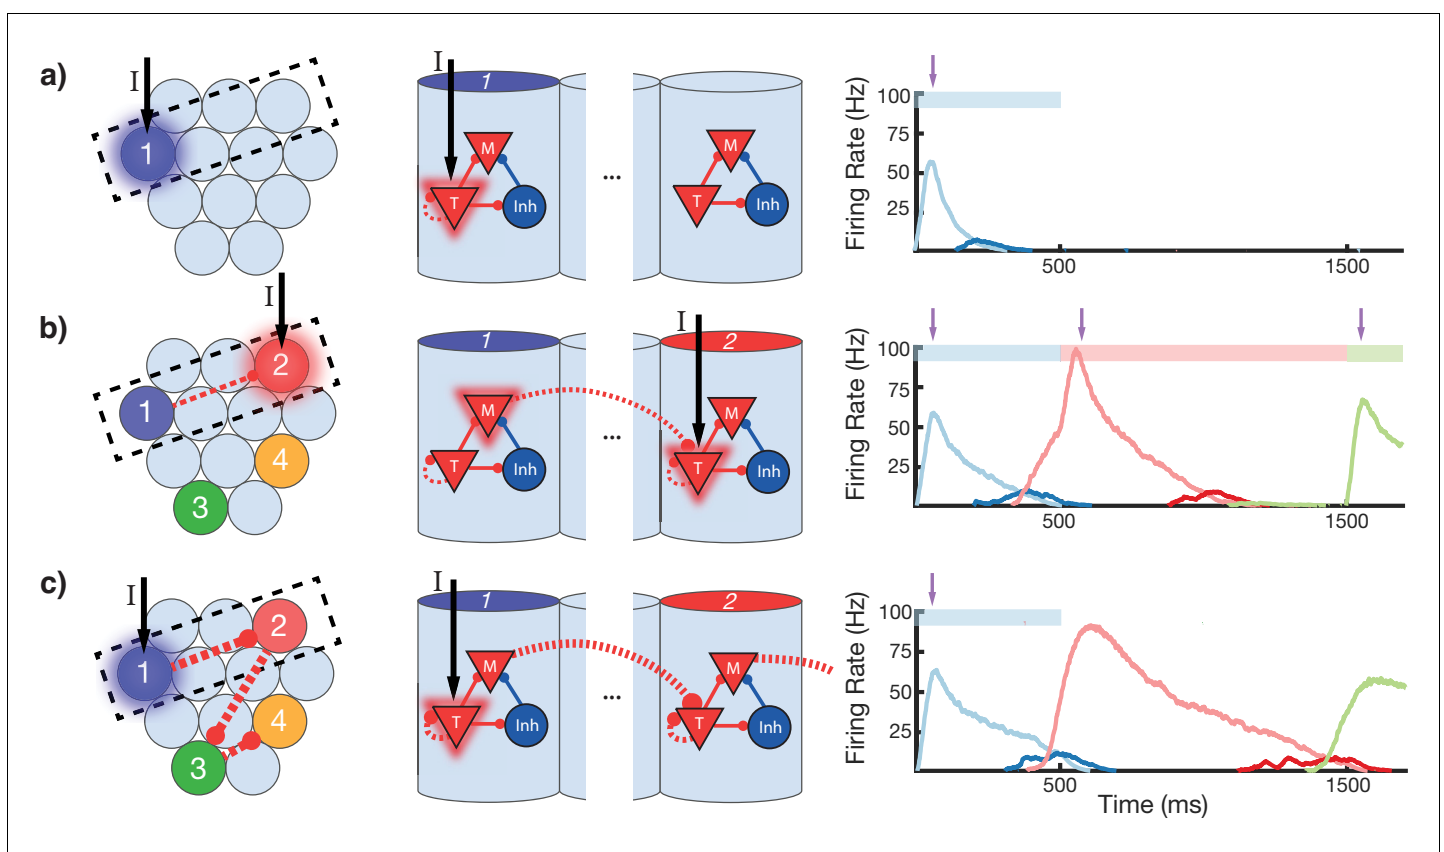 a)
I
1
I
1
M
T
Inh
...
M
T
Inh
Firing Rate (Hz)
100
75
50
25
500
1500
b)
I
2
1
4
3
1
M
T
Inh
...
I
2
M
T
Inh
Firing Rate (Hz)
100
75
50
25
500
1500
c)
I
1
2
4
3
I
1
M
T
Inh
...
2
M
T
Inh
Firing Rate (Hz)
100
75
50
25
500
1500
Time (ms)